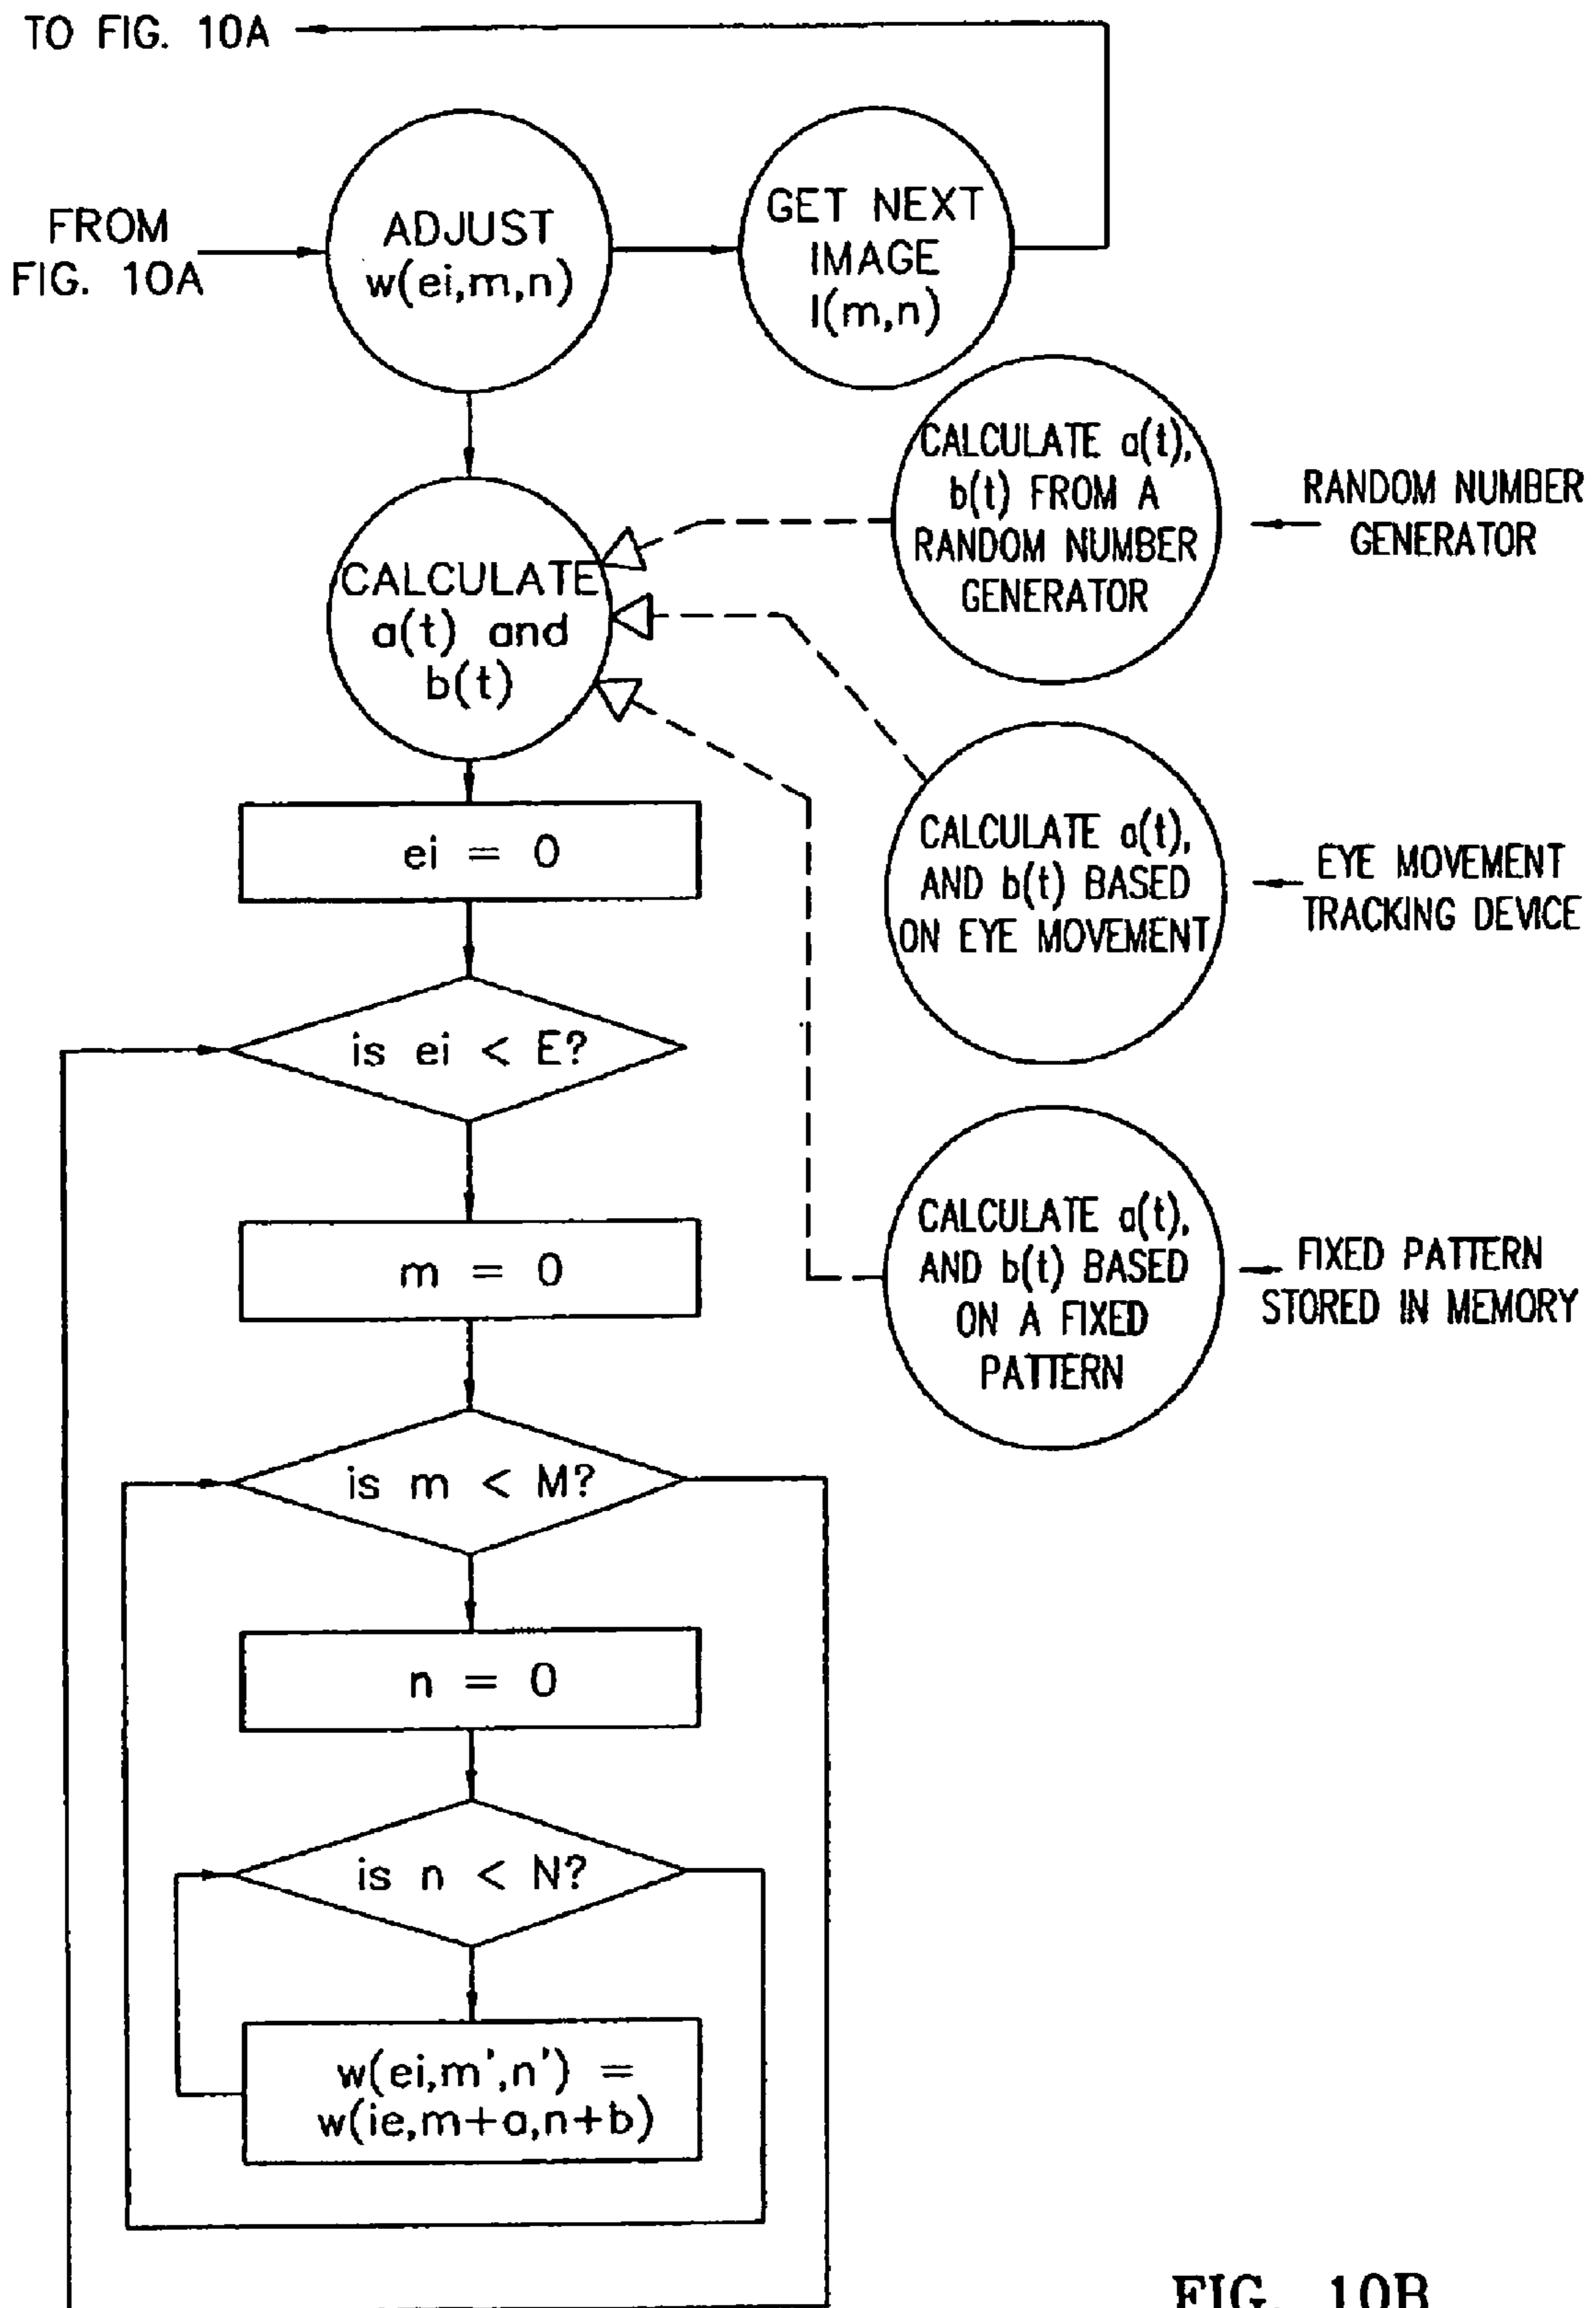 TO FIG. 10A
FROM
FIG. 10A
ADJUST
w(ei,m,n)
GET NEXT
IMAGE
I(m,n)
CALCULATE a(t),
b(t) FROM A
RANDOM NUMBER
GENERATOR
RANDOM NUMBER
GENERATOR
CALCULATE
a(t) and
b(t)
CALCULATE a(t),
AND b(t) BASED
ON EYE MOVEMENT
EYE MOVEMENT
TRACKING DEVICE
ei = 0
is ei < E?
CALCULATE a(t),
AND b(t) BASED
ON A FIXED
PATTERN
FIXED PATTERN
STORED IN MEMORY
m = 0
is m < M?
n = 0
is n < N?
w(ei,m',n') =
w(ie,m+a,n+b)
FIG. 10B